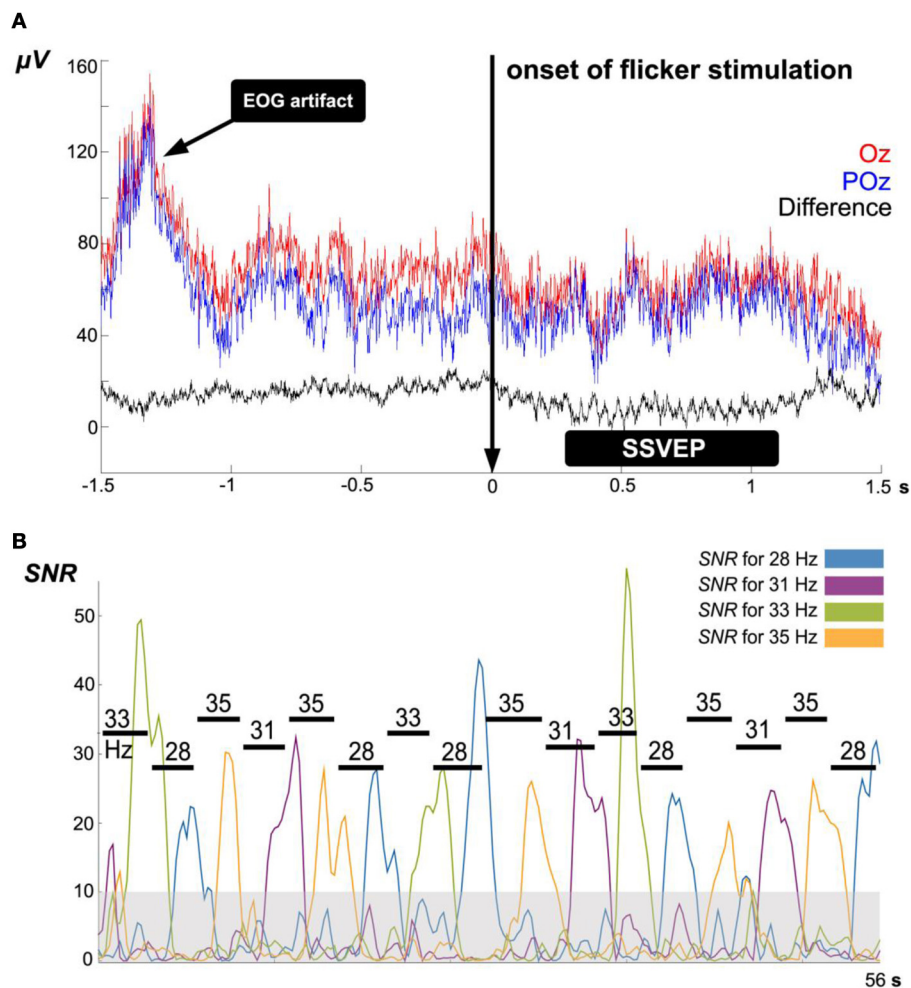 A
µV
160
120
80
40
0
EOG artifact
onset of flicker stimulation
Oz
POz
Difference
SSVEP
-1.5 -1 -0.5 0 0.5 1 1.5 s
B
SNR
50
40
30
20
10
0
SNR for 28 Hz
SNR for 31 Hz
SNR for 33 Hz
SNR for 35 Hz
33 Hz
28
35
31
35
28
33
28
35
31
33
28
35
31
35
28
56 s